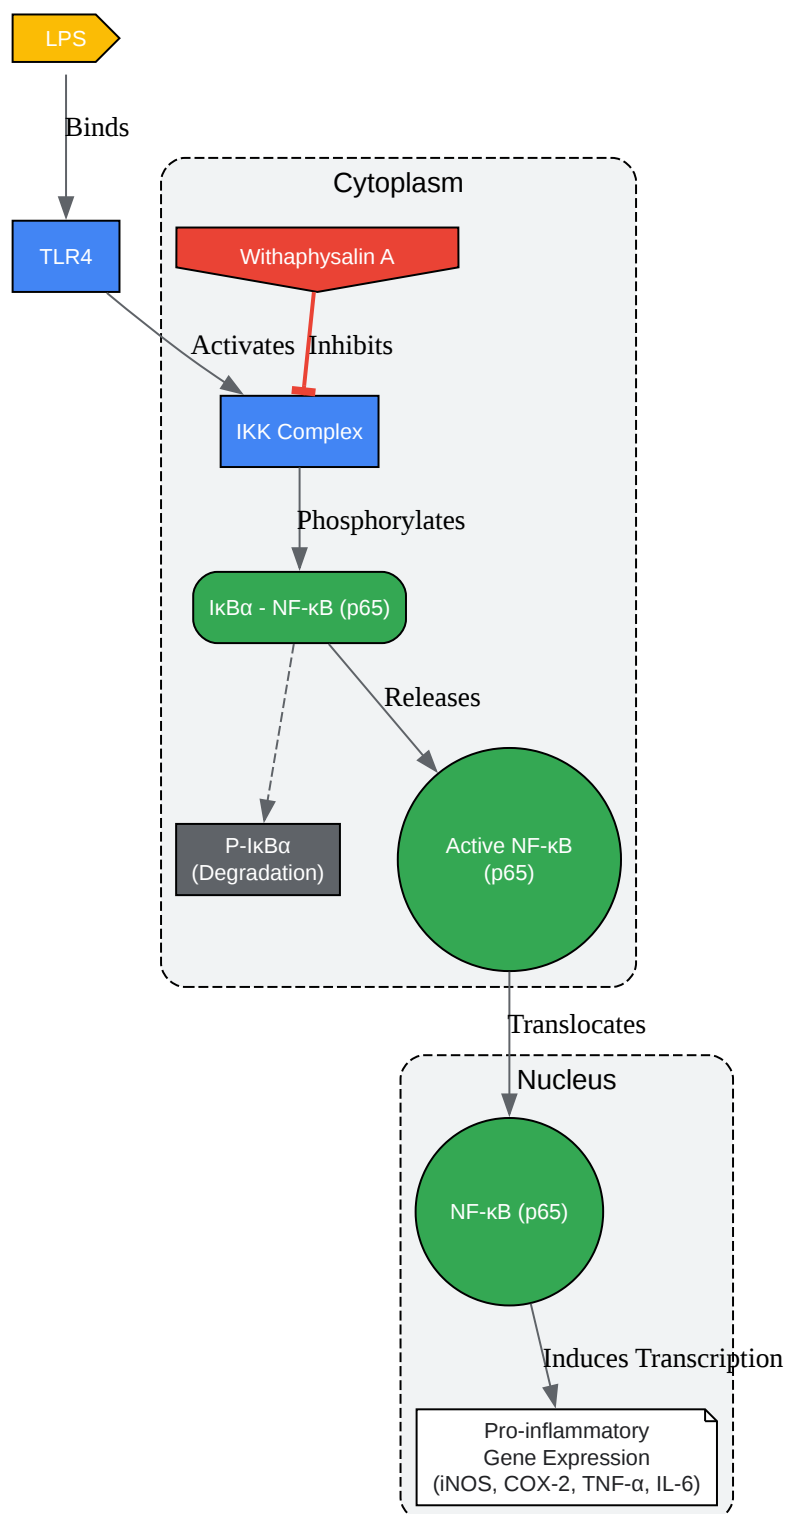 LPS
Binds
Cytoplasm
TLR4
Withaphysalin A
Activates
Inhibits
IKK Complex
Phosphorylates
IκBα - NF-κB (p65)
Releases
P-IκBα
(Degradation)
Active NF-κB
(p65)
Translocates
Nucleus
NF-κB (p65)
Induces Transcription
Pro-inflammatory
Gene Expression
(iNOS, COX-2, TNF-α, IL-6)